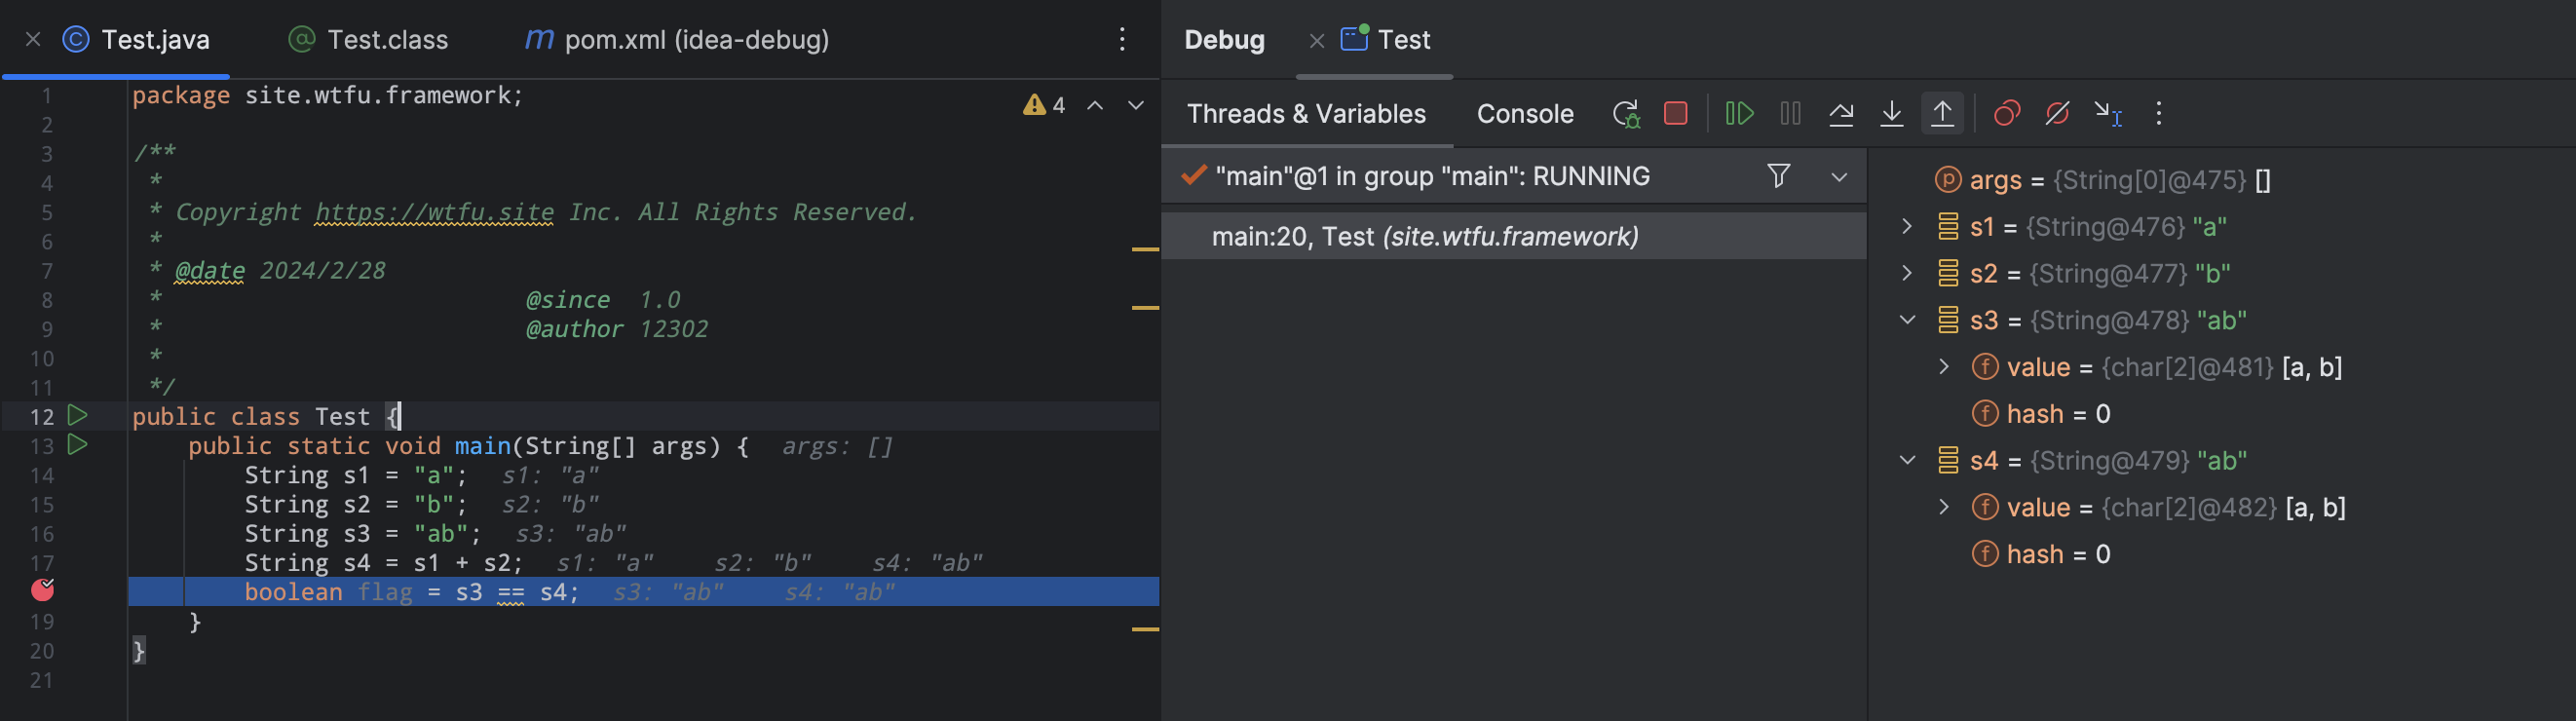 Test.java
Test.class
pom.xml (idea-debug)
4
1 package site.wtfu.framework;
2
3 /**
4  *
5  * Copyright https://wtfu.site Inc. All Rights Reserved.
6  *
7  * @date 2024/2/28
8  *                          @since  1.0
9  *                          @author 12302
10  *
11  */
12 public class Test {
13     public static void main(String[] args) {  args: []
14         String s1 = "a";  s1: "a"
15         String s2 = "b";  s2: "b"
16         String s3 = "ab";  s3: "ab"
17         String s4 = s1 + s2;  s1: "a"    s2: "b"    s4: "ab"
boolean flag = s3 == s4;  s3: "ab"    s4: "ab"
19     }
20 }
21
Debug
Test
Threads & Variables
Console
"main"@1 in group "main": RUNNING
main:20, Test (site.wtfu.framework)
args = {String[0]@475} []
s1 = {String@476} "a"
s2 = {String@477} "b"
s3 = {String@478} "ab"
value = {char[2]@481} [a, b]
hash = 0
s4 = {String@479} "ab"
value = {char[2]@482} [a, b]
hash = 0